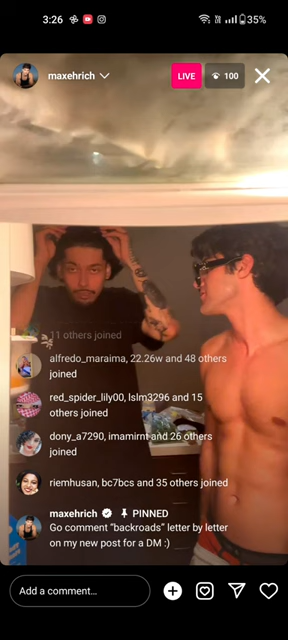 3:26
35%
maxehrich
LIVE
100
11 others joined
alfredo_maraima, 22.26w and 48 others
joined
red_spider_lily00, lslm3296 and 15
others joined
dony_a7290, imamirnt and 26 others
joined
riemhusan, bc7bcs and 35 others joined
maxehrich PINNED
Go comment “backroads” letter by letter
on my new post for a DM :)
Add a comment...